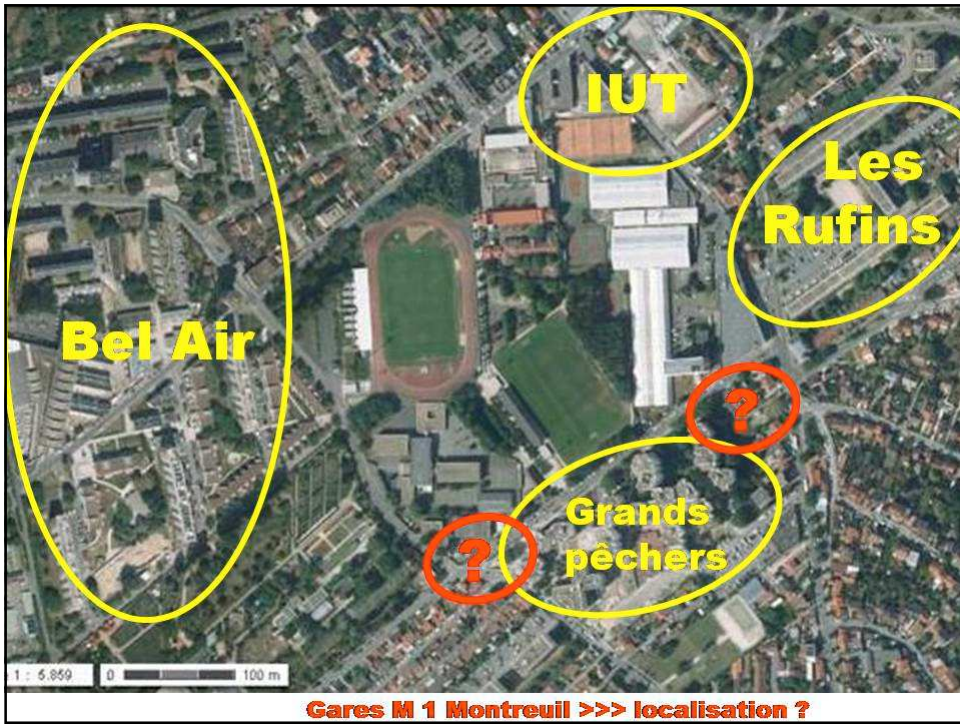 IUT
Les
Rufins
Bel Air
?
Grands
pêchers
?
1 : 5.859 0 100 m
Gares M 1 Montreuil >>> localisation ?